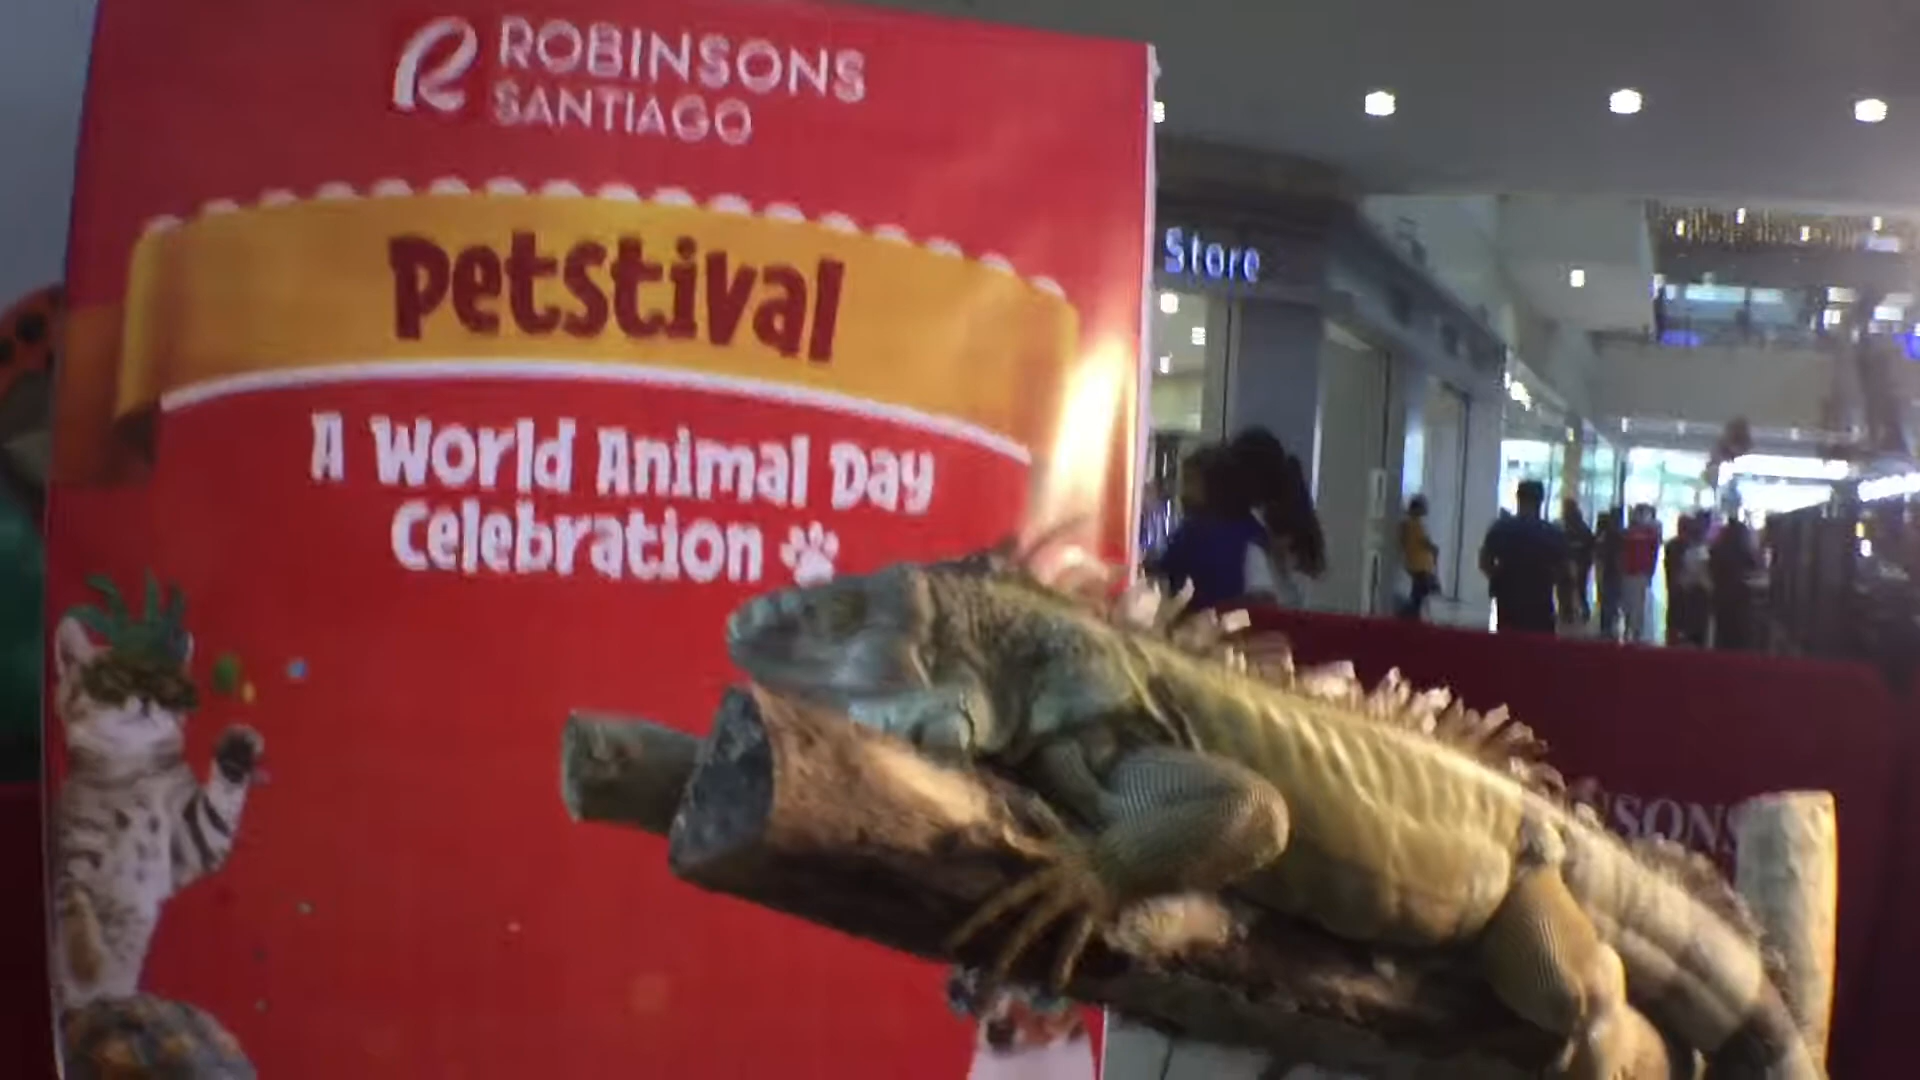 ROBINSONS
SANTIAGO
Petstival
A World Animal Day
Celebration
Store